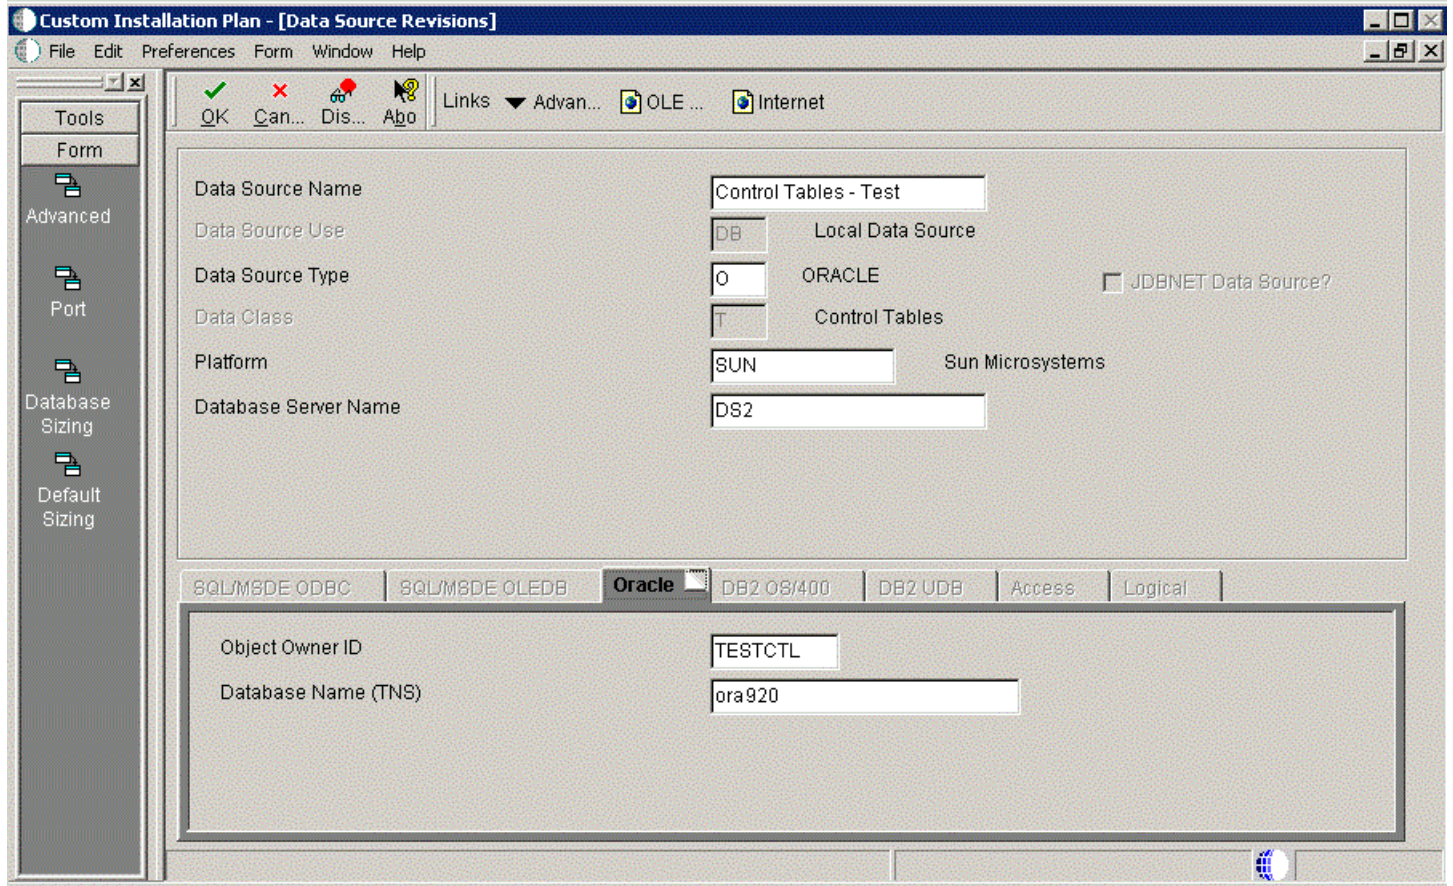 Custom Installation Plan - [Data Source Revisions]
File Edit Preferences Form Window Help
OK Can... Dis... Abo Links Advan... OLE ... Internet
Tools
Form
Advanced
Port
Database
Sizing
Default
Sizing
Data Source Name Control Tables - Test
Data Source Use DB Local Data Source
Data Source Type O ORACLE JDBNET Data Source?
Data Class T Control Tables
Platform SUN Sun Microsystems
Database Server Name DS2
SQL/MSDE ODBC SQL/MSDE OLEDB Oracle DB2 OS/400 DB2 UDB Access Logical
Object Owner ID TESTCTL
Database Name (TNS) ora920